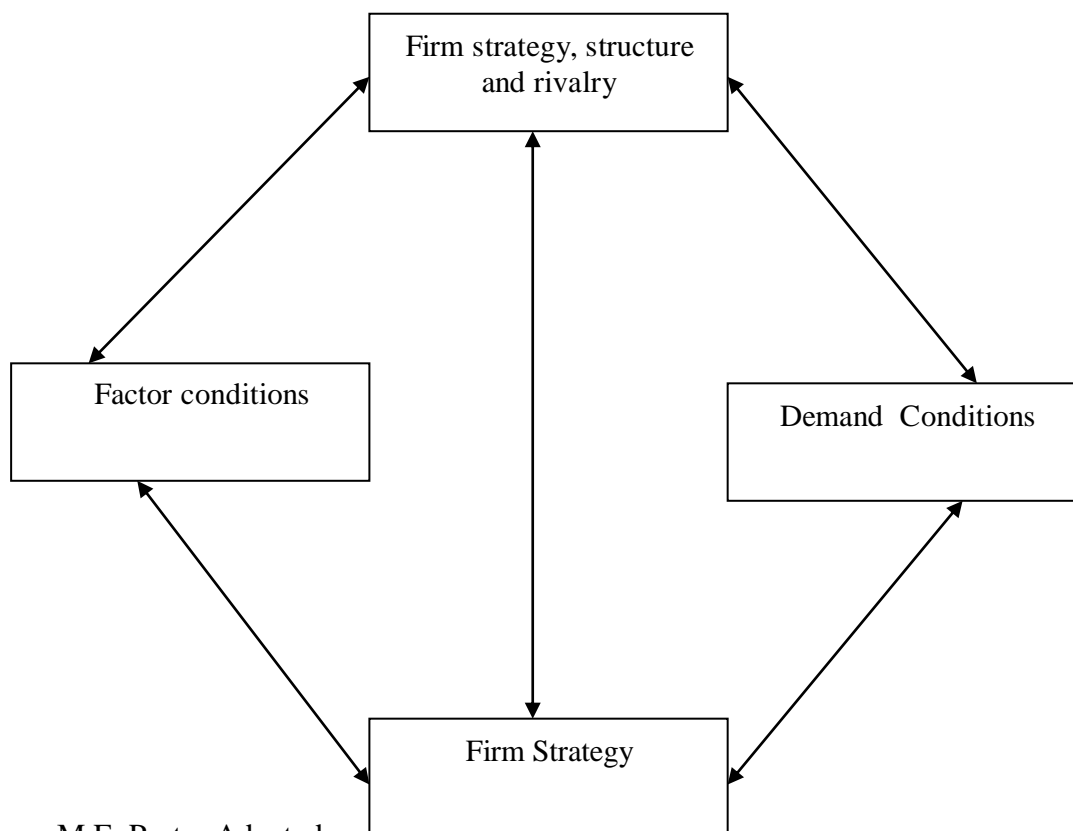 Firm strategy, structure
and rivalry
Factor conditions
Demand Conditions
Firm Strategy
M.E. Porter Adapted